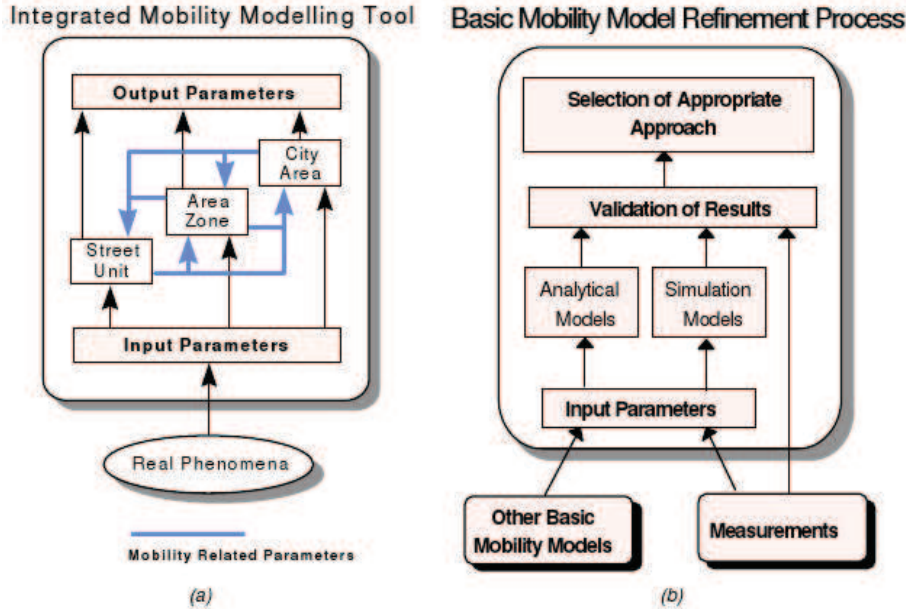 Integrated Mobility Modelling Tool
Output Parameters
City
Area
Area
Zone
Street
Unit
Input Parameters
Real Phenomena
Mobility Related Parameters
(a)
Basic Mobility Model Refinement Process
Selection of Appropriate
Approach
Validation of Results
Analytical
Models
Simulation
Models
Input Parameters
Other Basic
Mobility Models
Measurements
(b)